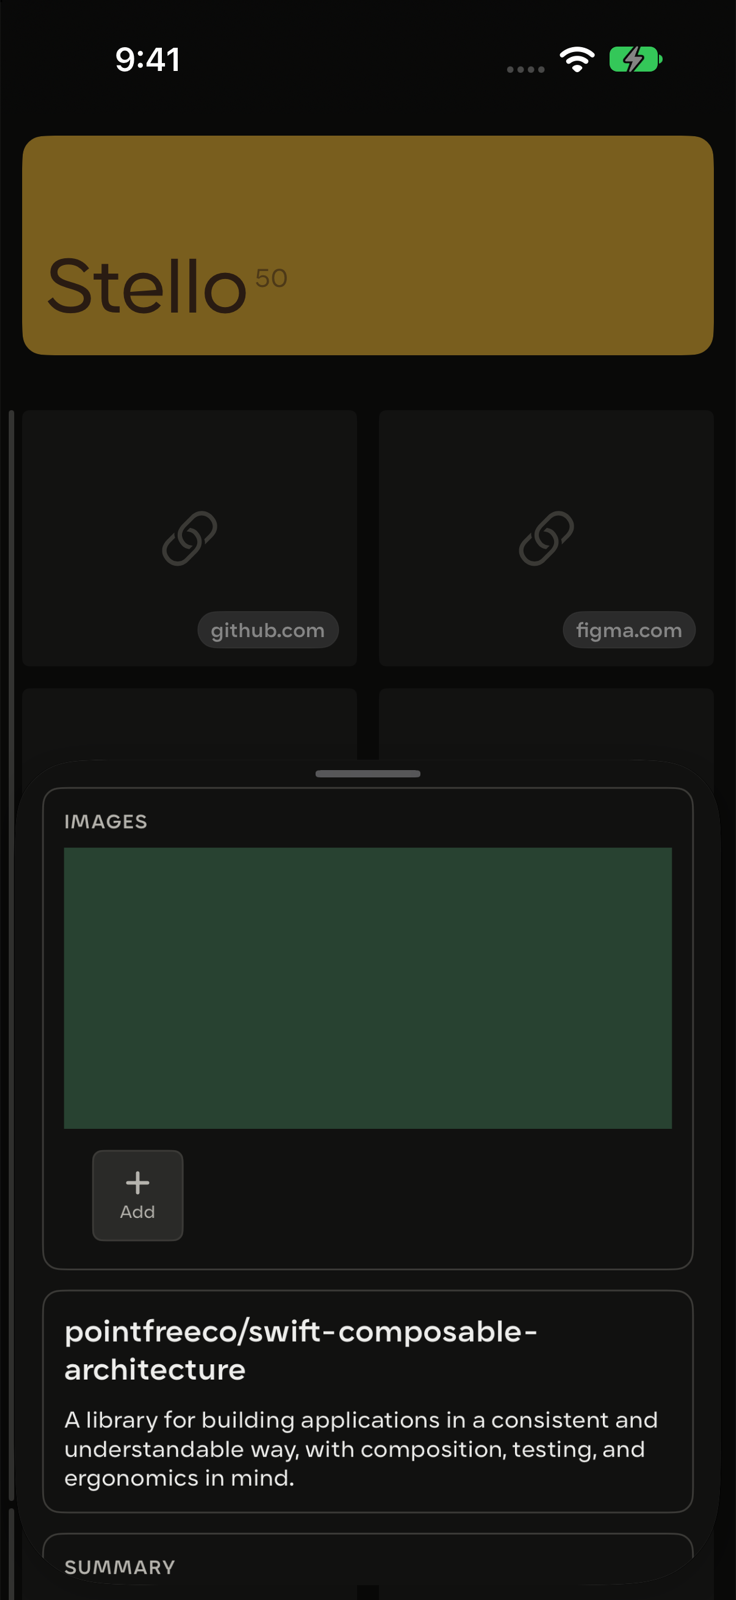 9:41
Stello 50
github.com
figma.com
IMAGES
Add
pointfreeco/swift-composable-
architecture
A library for building applications in a consistent and
understandable way, with composition, testing, and
ergonomics in mind.
SUMMARY